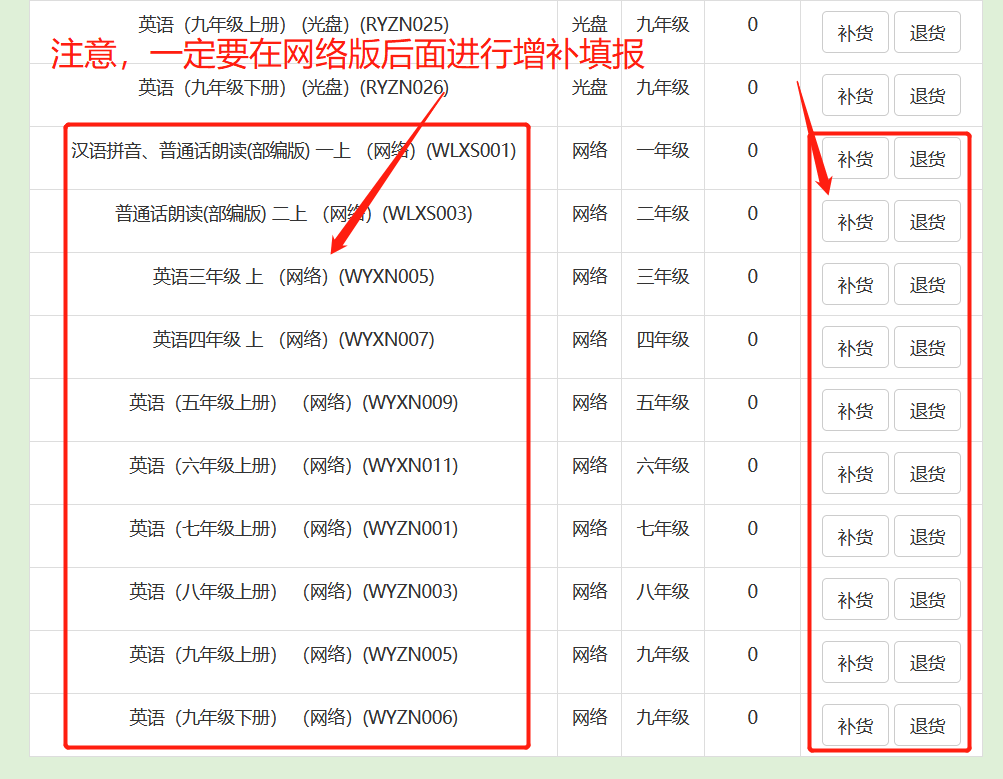 英语（九年级上册） (光盘) (RYZN025) 光盘 九年级 0 补货 退货
注意，一定要在网络版后面进行增补填报
英语（九年级下册） (光盘) (RYZN026) 光盘 九年级 0 补货 退货
汉语拼音、普通话朗读(部编版) 一上 （网络）(WLXS001) 网络 一年级 0 补货 退货
普通话朗读(部编版) 二上 （网络）(WLXS003) 网络 二年级 0 补货 退货
英语三年级 上 （网络）(WYXN005) 网络 三年级 0 补货 退货
英语四年级 上 （网络）(WYXN007) 网络 四年级 0 补货 退货
英语（五年级上册） （网络）(WYXN009) 网络 五年级 0 补货 退货
英语（六年级上册） （网络）(WYXN011) 网络 六年级 0 补货 退货
英语（七年级上册） （网络）(WYZN001) 网络 七年级 0 补货 退货
英语（八年级上册） （网络）(WYZN003) 网络 八年级 0 补货 退货
英语（九年级上册） （网络）(WYZN005) 网络 九年级 0 补货 退货
英语（九年级下册） （网络）(WYZN006) 网络 九年级 0 补货 退货